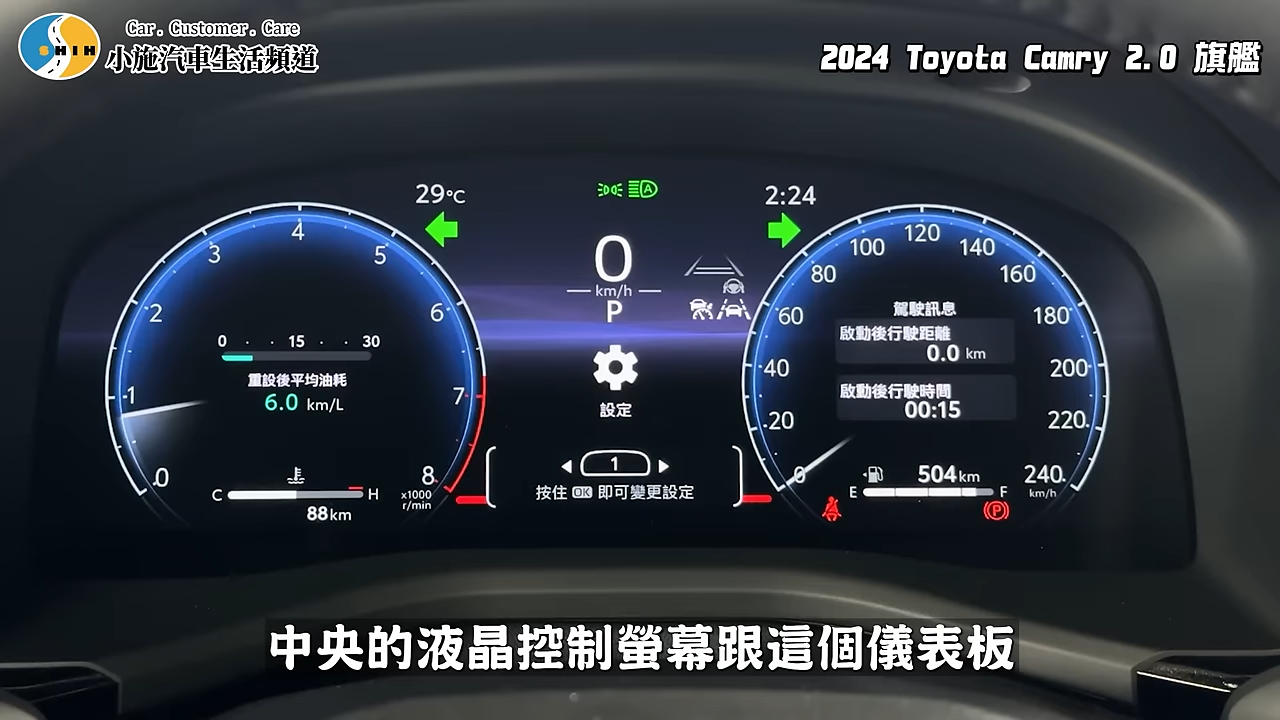 Car. Customer. Care
SHIH
小施汽車生活頻道
2024 Toyota Camry 2.0 旗艦
29°C
A
2:24
0
km/h
P
設定
1
按住 OK 即可變更設定
0
1
2
3
4
5
6
7
8
x1000
r/min
0 · · 15 · · 30
重設後平均油耗
6.0 km/L
C H
88km
0
20
40
60
80
100
120
140
160
180
200
220
240
km/h
駕駛訊息
啟動後行駛距離
0.0 km
啟動後行駛時間
00:15
504km
E F
P
中央的液晶控制螢幕跟這個儀表板